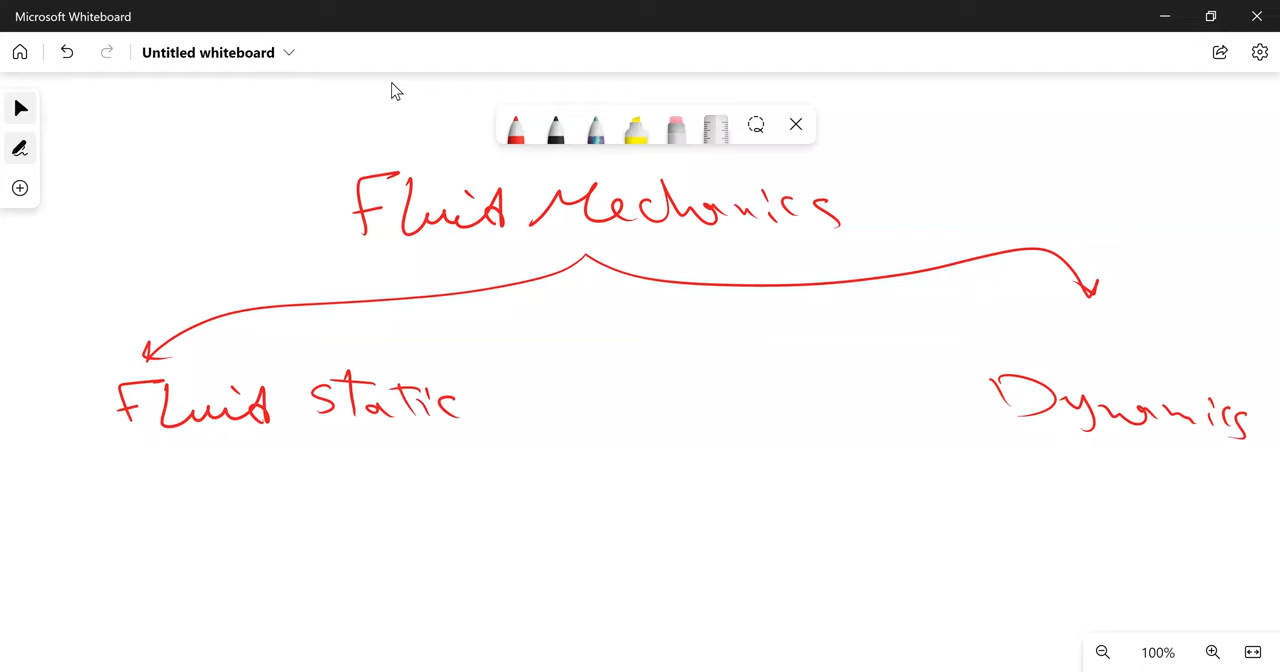 Microsoft Whiteboard
Untitled whiteboard
Fluid Mechanics
Fluid static
Dynamics
100%